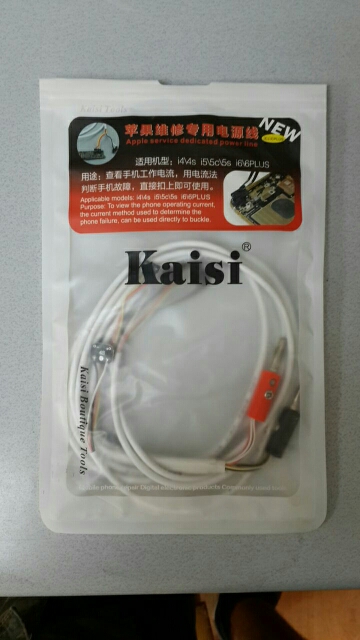 Kaisi Tools
苹果维修专用电源线
Apple service dedicated power line
NEW
适用机型：i4\4s i5\5c\5s i6\6PLUS
用途：查看手机工作电流，用电流法
判断手机故障，直接扣上即可使用。
Applicable models: i4\4s i5\5c\5s i6\6PLUS
Purpose: To view the phone operating current,
the current method used to determine the
phone failure, can be used directly to buckle.
Kaisi®
Kaisi Boutique Tools